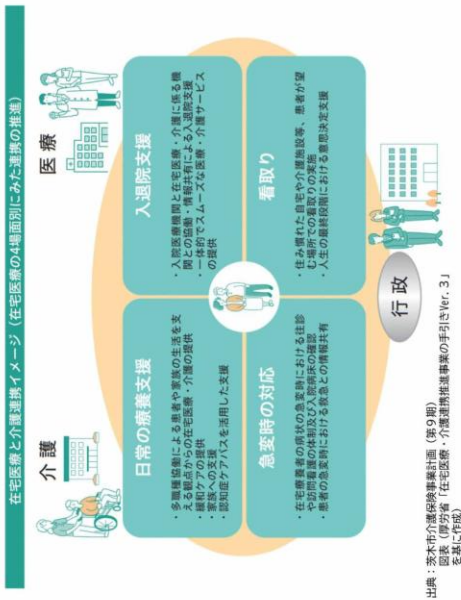 在宅医療と介護連携イメージ（在宅医療の4場面別にみた連携の推進）
介護
医療
日常の療養支援
・多職種協働による患者や家族の生活を支
える観点からの在宅医療・介護の提供
・緩和ケアの提供
・家族への支援
・認知症ケアパスを活用した支援
入退院支援
・入院医療機関と在宅医療・介護に係る機
関との協働・情報共有による入退院支援
・一体的でスムーズな医療・介護サービス
の提供
急変時の対応
・在宅療養者の病状の急変時における往診
や訪問看護の体制及び入院病床の確認
・患者の急変時における救急との情報共有
看取り
・住み慣れた自宅や介護施設等、患者が望
む場所での看取りの実施
・人生の最終段階における意思決定支援
行政
出典：茨木市介護保険事業計画（第9期）
図表（厚労省「在宅医療・介護連携推進事業の手引きVer.３」
を基に作成）